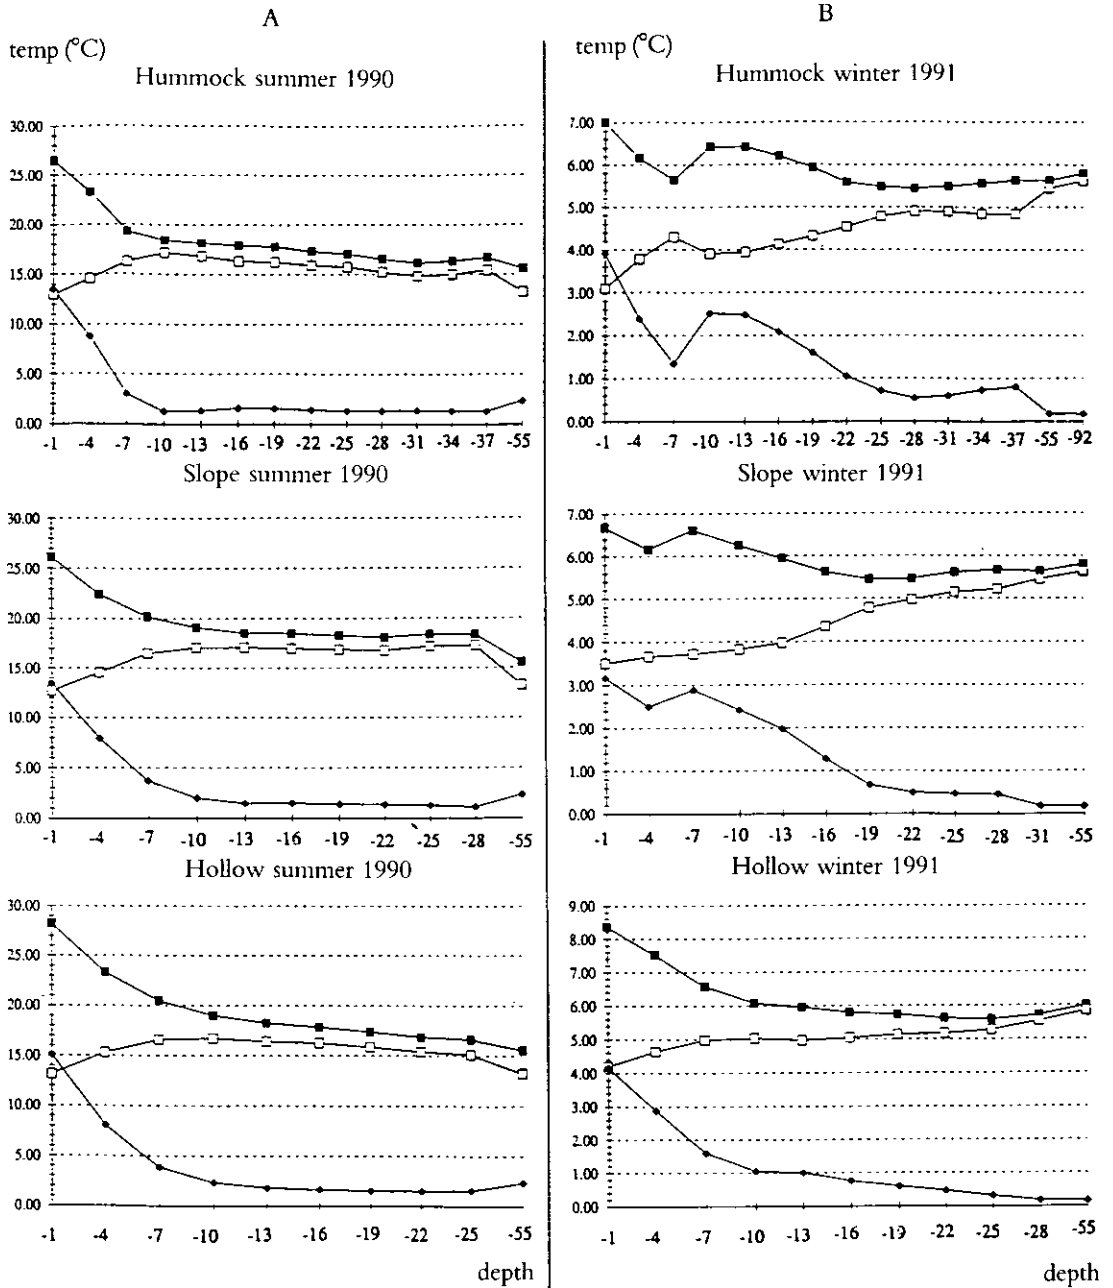 A
temp (°C)
Hummock summer 1990
30.00
25.00
20.00
15.00
10.00
5.00
0.00
-1 -4 -7 -10 -13 -16 -19 -22 -25 -28 -31 -34 -37 -55
Slope summer 1990
30.00
25.00
20.00
15.00
10.00
5.00
0.00
-1 -4 -7 -10 -13 -16 -19 -22 -25 -28 -55
Hollow summer 1990
30.00
25.00
20.00
15.00
10.00
5.00
0.00
-1 -4 -7 -10 -13 -16 -19 -22 -25 -55
depth
B
temp (°C)
Hummock winter 1991
7.00
6.00
5.00
4.00
3.00
2.00
1.00
0.00
-1 -4 -7 -10 -13 -16 -19 -22 -25 -28 -31 -34 -37 -55 -92
Slope winter 1991
7.00
6.00
5.00
4.00
3.00
2.00
1.00
0.00
-1 -4 -7 -10 -13 -16 -19 -22 -25 -28 -31 -55
Hollow winter 1991
9.00
8.00
7.00
6.00
5.00
4.00
3.00
2.00
1.00
0.00
-1 -4 -7 -10 -13 -16 -19 -22 -25 -28 -55
depth